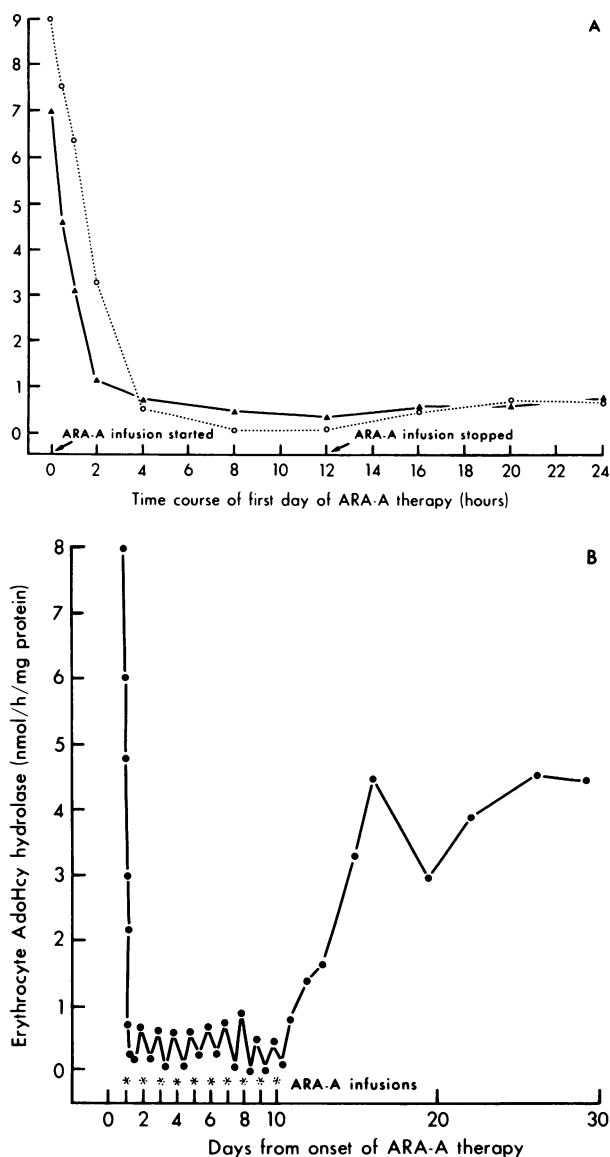 A
9
8
7
6
5
4
3
2
1
0
ARA-A infusion started
ARA-A infusion stopped
0 2 4 6 8 10 12 14 16 18 20 22 24
Time course of first day of ARA-A therapy (hours)
B
Erythrocyte AdoHcy hydrolase (nmol/h/mg protein)
8
7
6
5
4
3
2
1
0
* * * * * * * * * * ARA-A infusions
0 2 4 6 8 10 20 30
Days from onset of ARA-A therapy